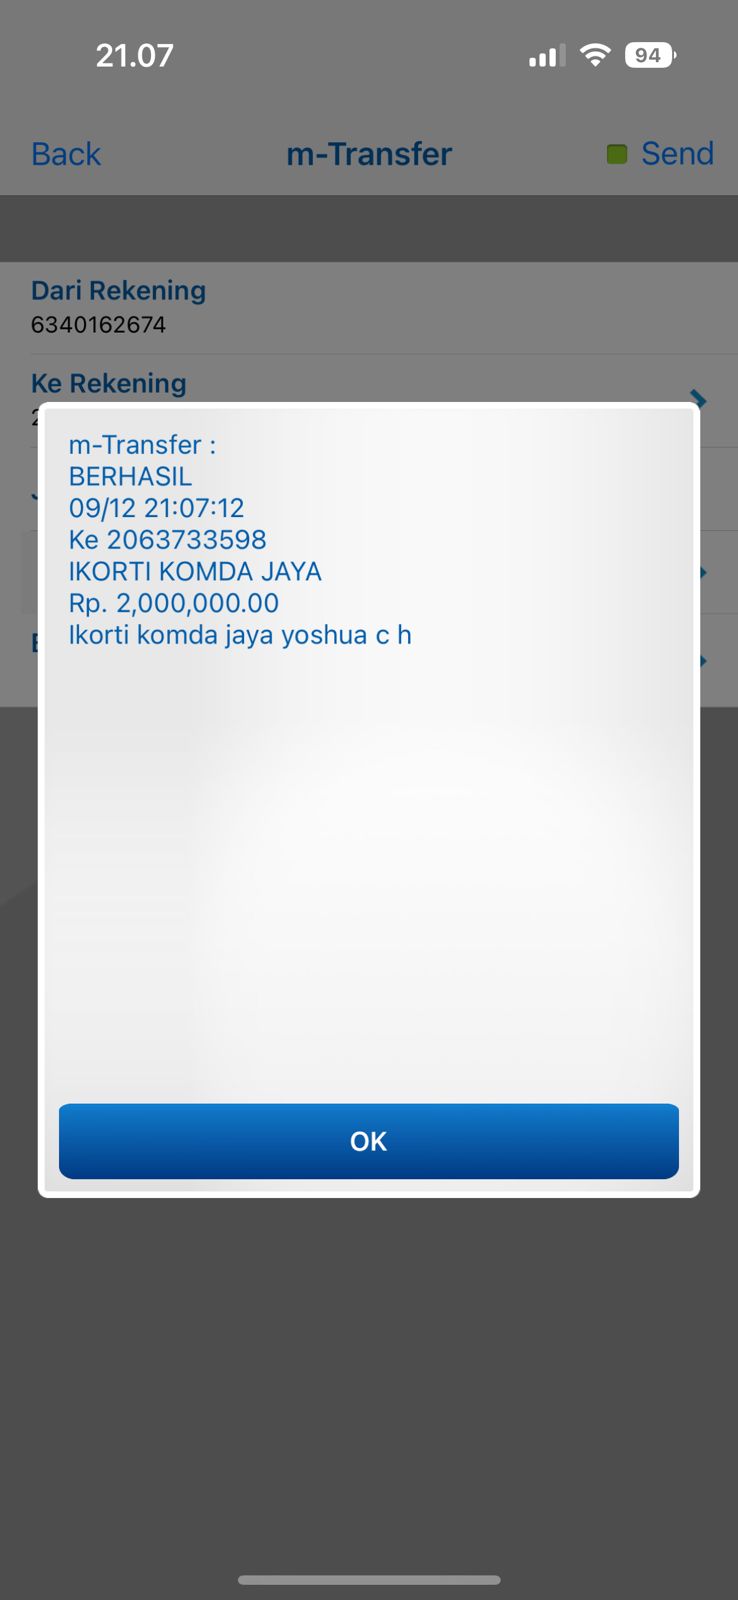 21.07
94
Back
m-Transfer
Send
Dari Rekening
6340162674
Ke Rekening
m-Transfer :
BERHASIL
09/12 21:07:12
Ke 2063733598
IKORTI KOMDA JAYA
Rp. 2,000,000.00
Ikorti komda jaya yoshua c h
OK